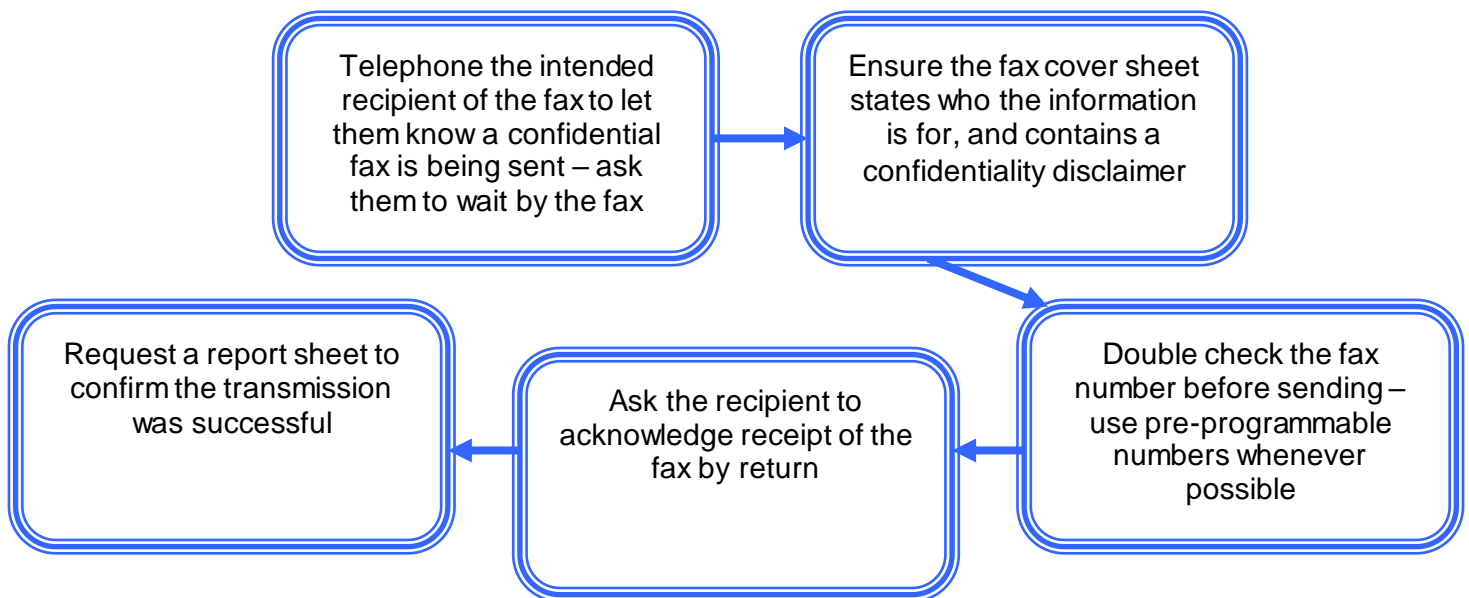 Telephone the intended
recipient of the fax to let
them know a confidential
fax is being sent – ask
them to wait by the fax
Ensure the fax cover sheet
states who the information
is for, and contains a
confidentiality disclaimer
Double check the fax
number before sending –
use pre-programmable
numbers whenever
possible
Ask the recipient to
acknowledge receipt of the
fax by return
Request a report sheet to
confirm the transmission
was successful